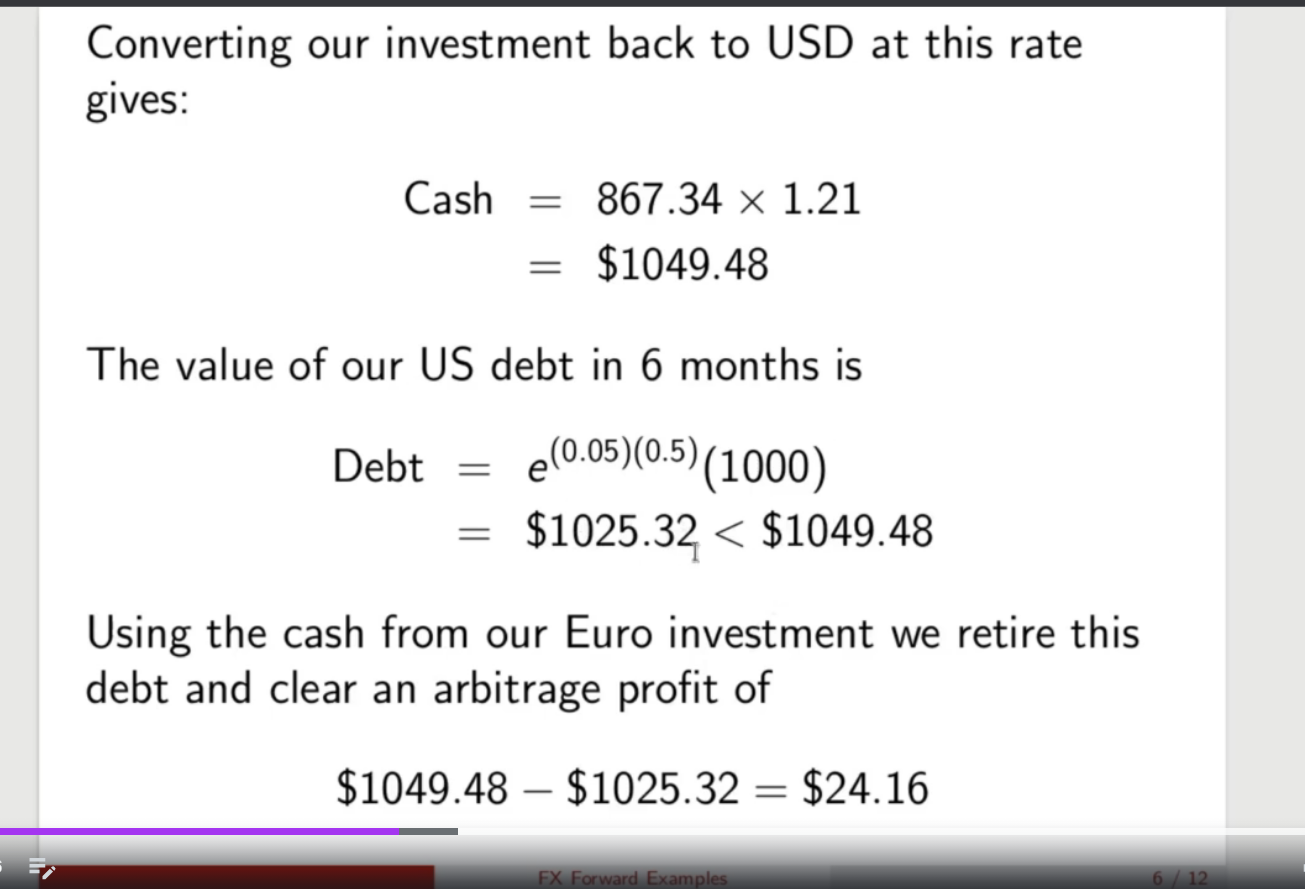 Converting our investment back to USD at this rate
gives:
Cash = 867.34 × 1.21
= $1049.48
The value of our US debt in 6 months is
Debt = e^{(0.05)(0.5)}(1000)
= $1025.32 < $1049.48
Using the cash from our Euro investment we retire this
debt and clear an arbitrage profit of
$1049.48 − $1025.32 = $24.16
FX Forward Examples 6 / 12